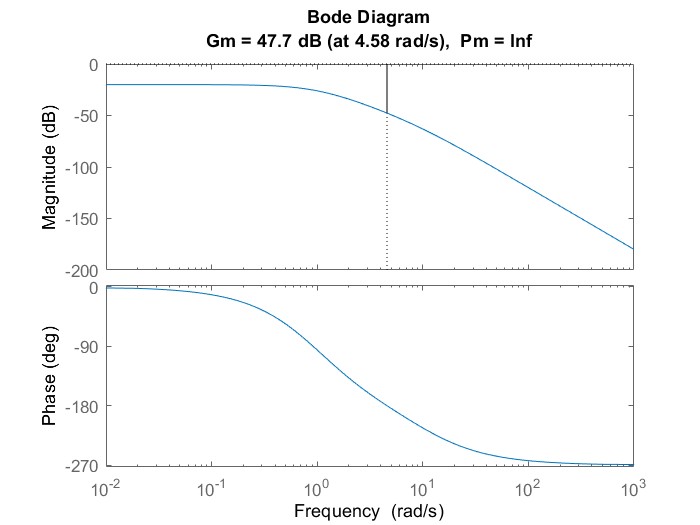 Bode Diagram
Gm = 47.7 dB (at 4.58 rad/s),  Pm = Inf
0
-50
-100
-150
-200
Magnitude (dB)
0
-90
-180
-270
Phase (deg)
10^-2 10^-1 10^0 10^1 10^2 10^3
Frequency  (rad/s)